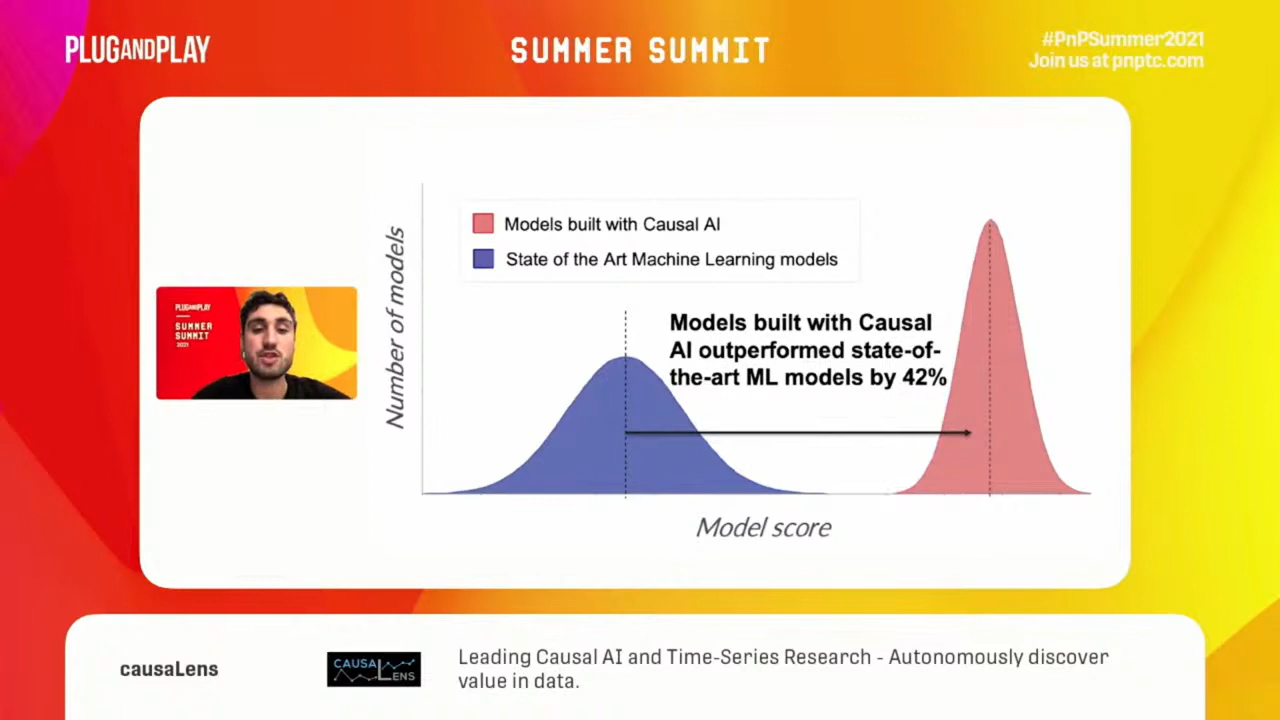 PLUGANDPLAY
SUMMER SUMMIT
#PnPSummer2021
Join us at pnptc.com
Models built with Causal AI
State of the Art Machine Learning models
Models built with Causal
AI outperformed state-of-
the-art ML models by 42%
Number of models
Model score
PLUGANDPLAY
SUMMER
SUMMIT
2021
causaLens
CAUSALENS
Leading Causal AI and Time-Series Research - Autonomously discover
value in data.